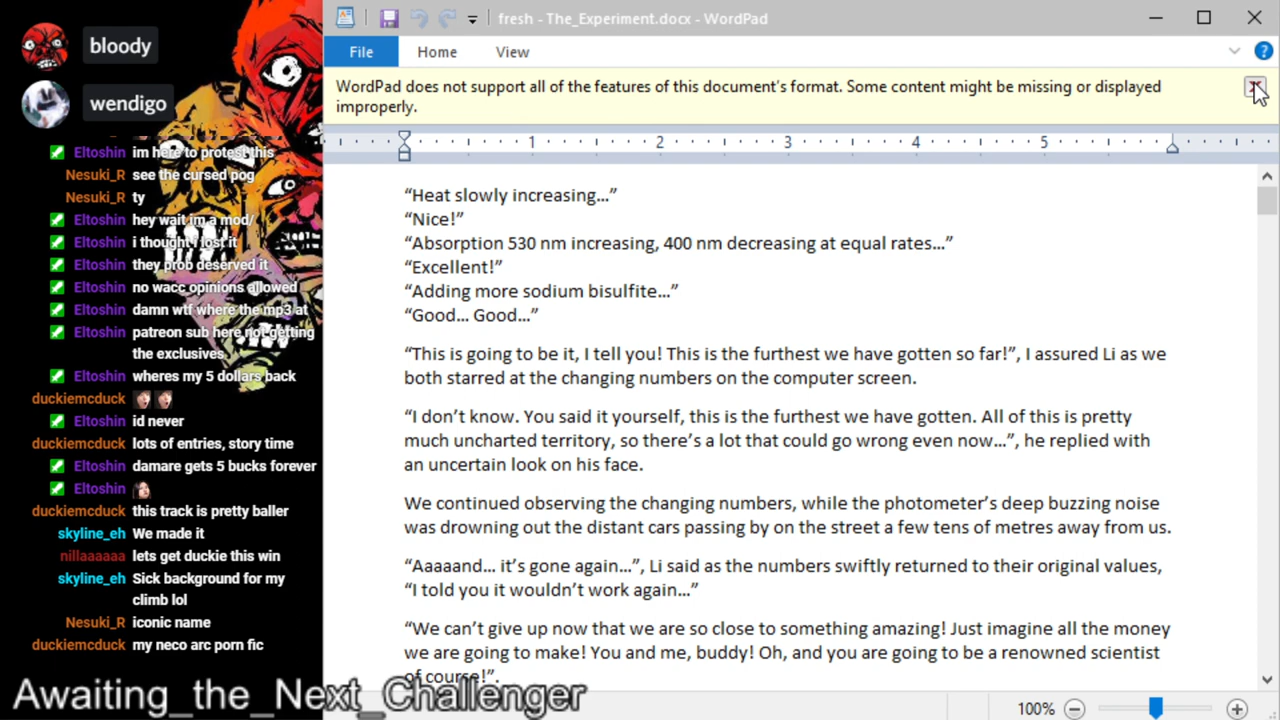 bloody
wendigo
Eltoshin im here to protest this
Nesuki_R see the cursed pog
Nesuki_R ty
Eltoshin hey wait im a mod/
Eltoshin i thought i lost it
Eltoshin they prob deserved it
Eltoshin no wacc opinions allowed
Eltoshin damn wtf where the mp3 at
Eltoshin patreon sub here not getting
the exclusives
Eltoshin wheres my 5 dollars back
duckiemcduck
Eltoshin id never
duckiemcduck lots of entries, story time
Eltoshin damare gets 5 bucks forever
Eltoshin
duckiemcduck this track is pretty baller
skyline_eh We made it
nillaaaaaa lets get duckie this win
skyline_eh Sick background for my
climb lol
Nesuki_R iconic name
duckiemcduck my neco arc porn fic
Awaiting_the_Next_Challenger
fresh - The_Experiment.docx - WordPad
File Home View
WordPad does not support all of the features of this document's format. Some content might be missing or displayed
improperly.
1 2 3 4 5
“Heat slowly increasing…”
“Nice!”
“Absorption 530 nm increasing, 400 nm decreasing at equal rates…”
“Excellent!”
“Adding more sodium bisulfite…”
“Good… Good…”
“This is going to be it, I tell you! This is the furthest we have gotten so far!”, I assured Li as we
both starred at the changing numbers on the computer screen.
“I don’t know. You said it yourself, this is the furthest we have gotten. All of this is pretty
much uncharted territory, so there’s a lot that could go wrong even now…”, he replied with
an uncertain look on his face.
We continued observing the changing numbers, while the photometer’s deep buzzing noise
was drowning out the distant cars passing by on the street a few tens of metres away from us.
“Aaaaand… it’s gone again…”, Li said as the numbers swiftly returned to their original values,
“I told you it wouldn’t work again…”
“We can’t give up now that we are so close to something amazing! Just imagine all the money
we are going to make! You and me, buddy! Oh, and you are going to be a renowned scientist
of course!”.
100%